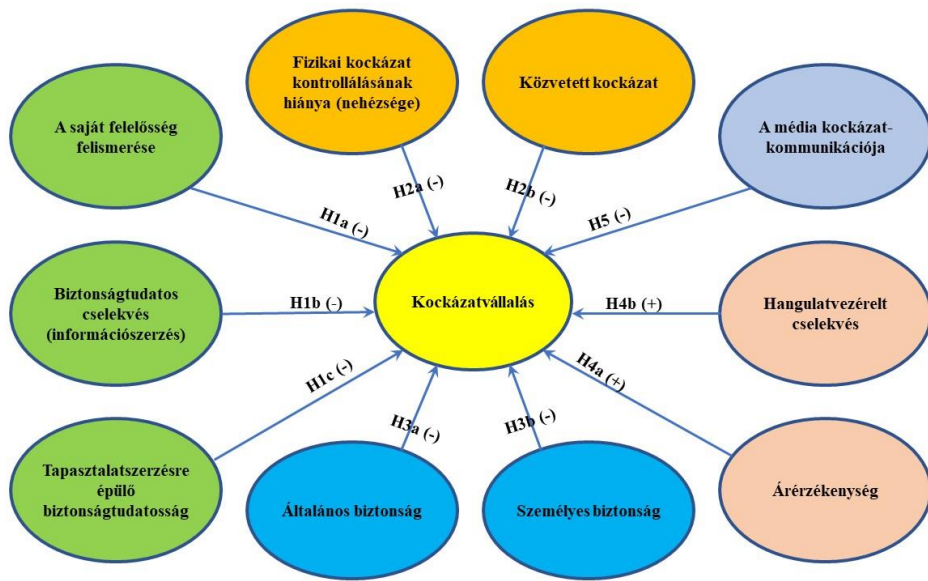 Fizikai kockázat
kontrollálásának
hiánya (nehézsége)
Közvetett kockázat
A saját felelősség
felismerése
A média kockázat-
kommunikációja
H2a (-)
H2b (-)
H1a (-)
H5 (-)
Biztonságtudatos
cselekvés
(információszerzés)
H1b (-)
Kockázatvállalás
H4b (+)
Hangulatvezérelt
cselekvés
H1c (-)
H4a (+)
H3a (-)
H3b (-)
Tapasztalatszerzésre
épülő
biztonságtudatosság
Általános biztonság
Személyes biztonság
Árérzékenység